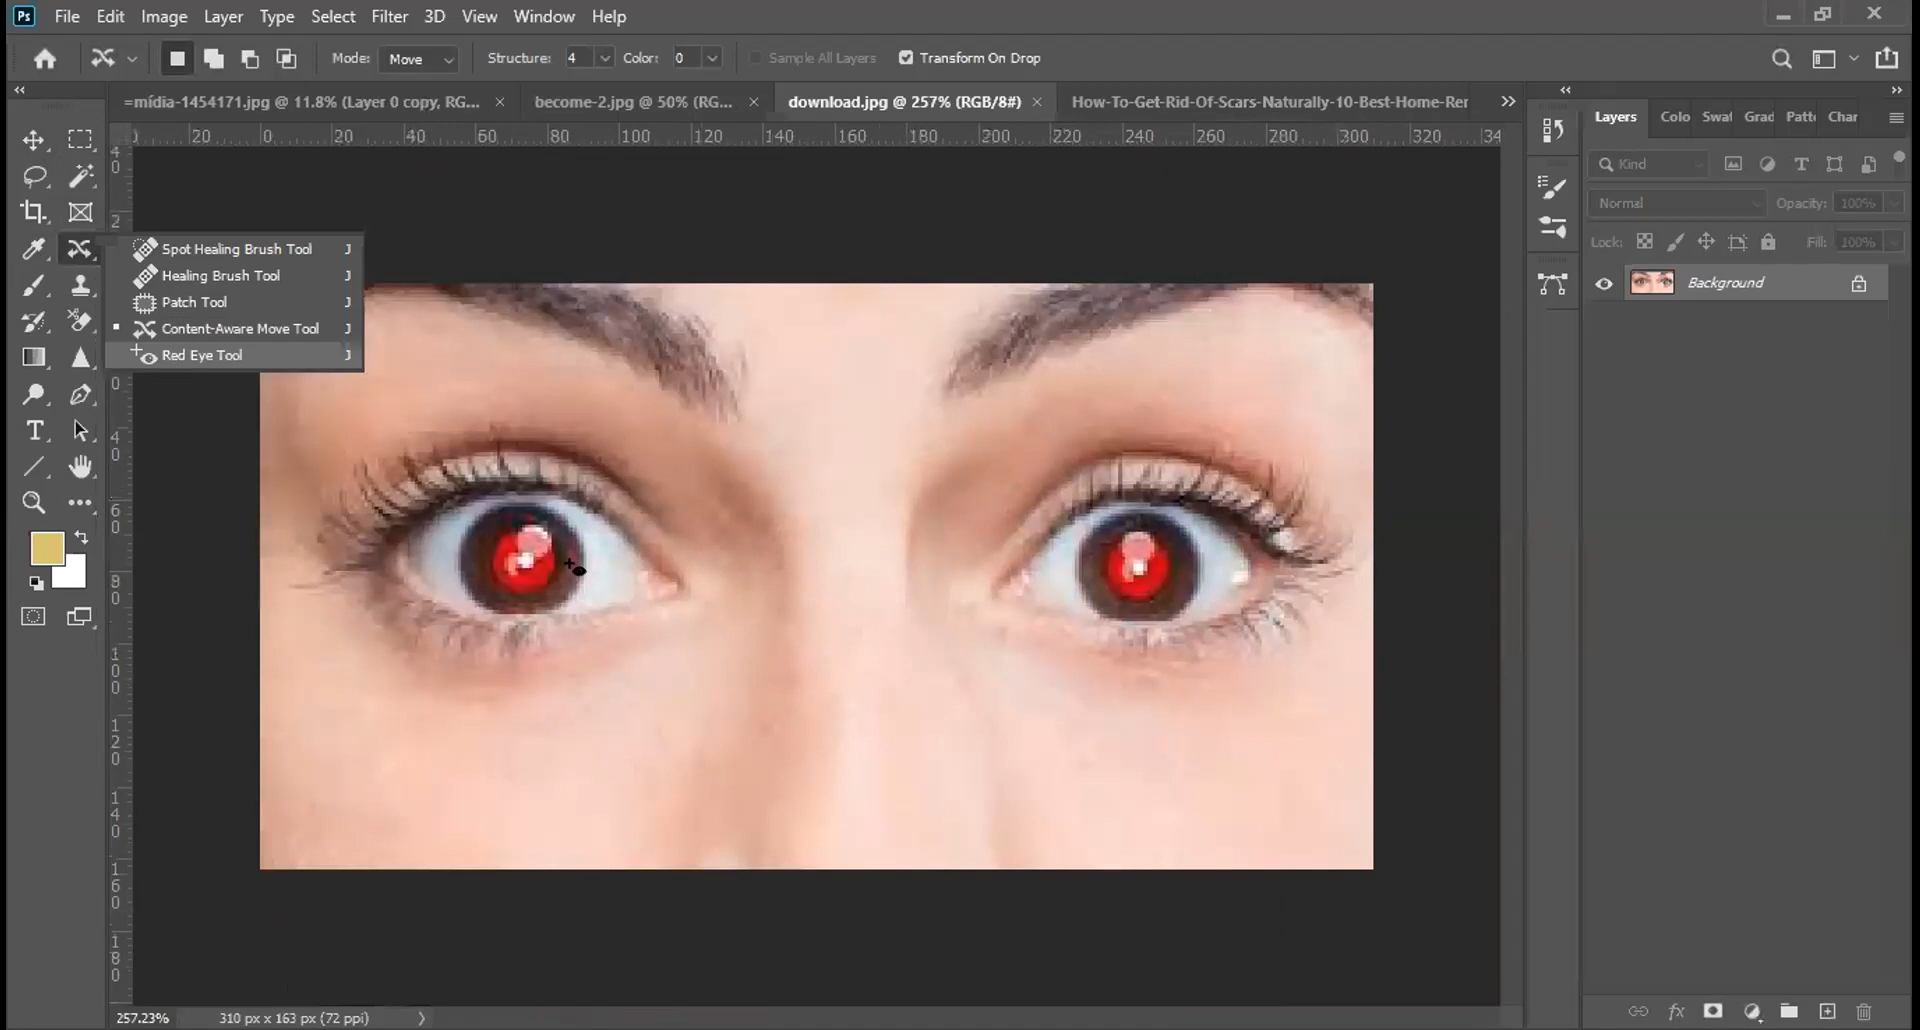 Ps File Edit Image Layer Type Select Filter 3D View Window Help
Mode: Move Structure: 4 Color: 0 Sample All Layers Transform On Drop
=mídia-1454171.jpg @ 11.8% (Layer 0 copy, RG... × become-2.jpg @ 50% (RG... × download.jpg @ 257% (RGB/8#) × How-To-Get-Rid-Of-Scars-Naturally-10-Best-Home-Rer
20 0 20 40 60 80 100 120 140 160 180 200 220 240 260 280 300 320 34
Layers Colo Swat Grad Patt Char
Kind
Normal Opacity: 100%
Lock: Fill: 100%
Background
Spot Healing Brush Tool J
Healing Brush Tool J
Patch Tool J
Content-Aware Move Tool J
Red Eye Tool J
T
40
2
0
40
60
80
100
120
140
160
180
257.23% 310 px x 163 px (72 ppi)
fx